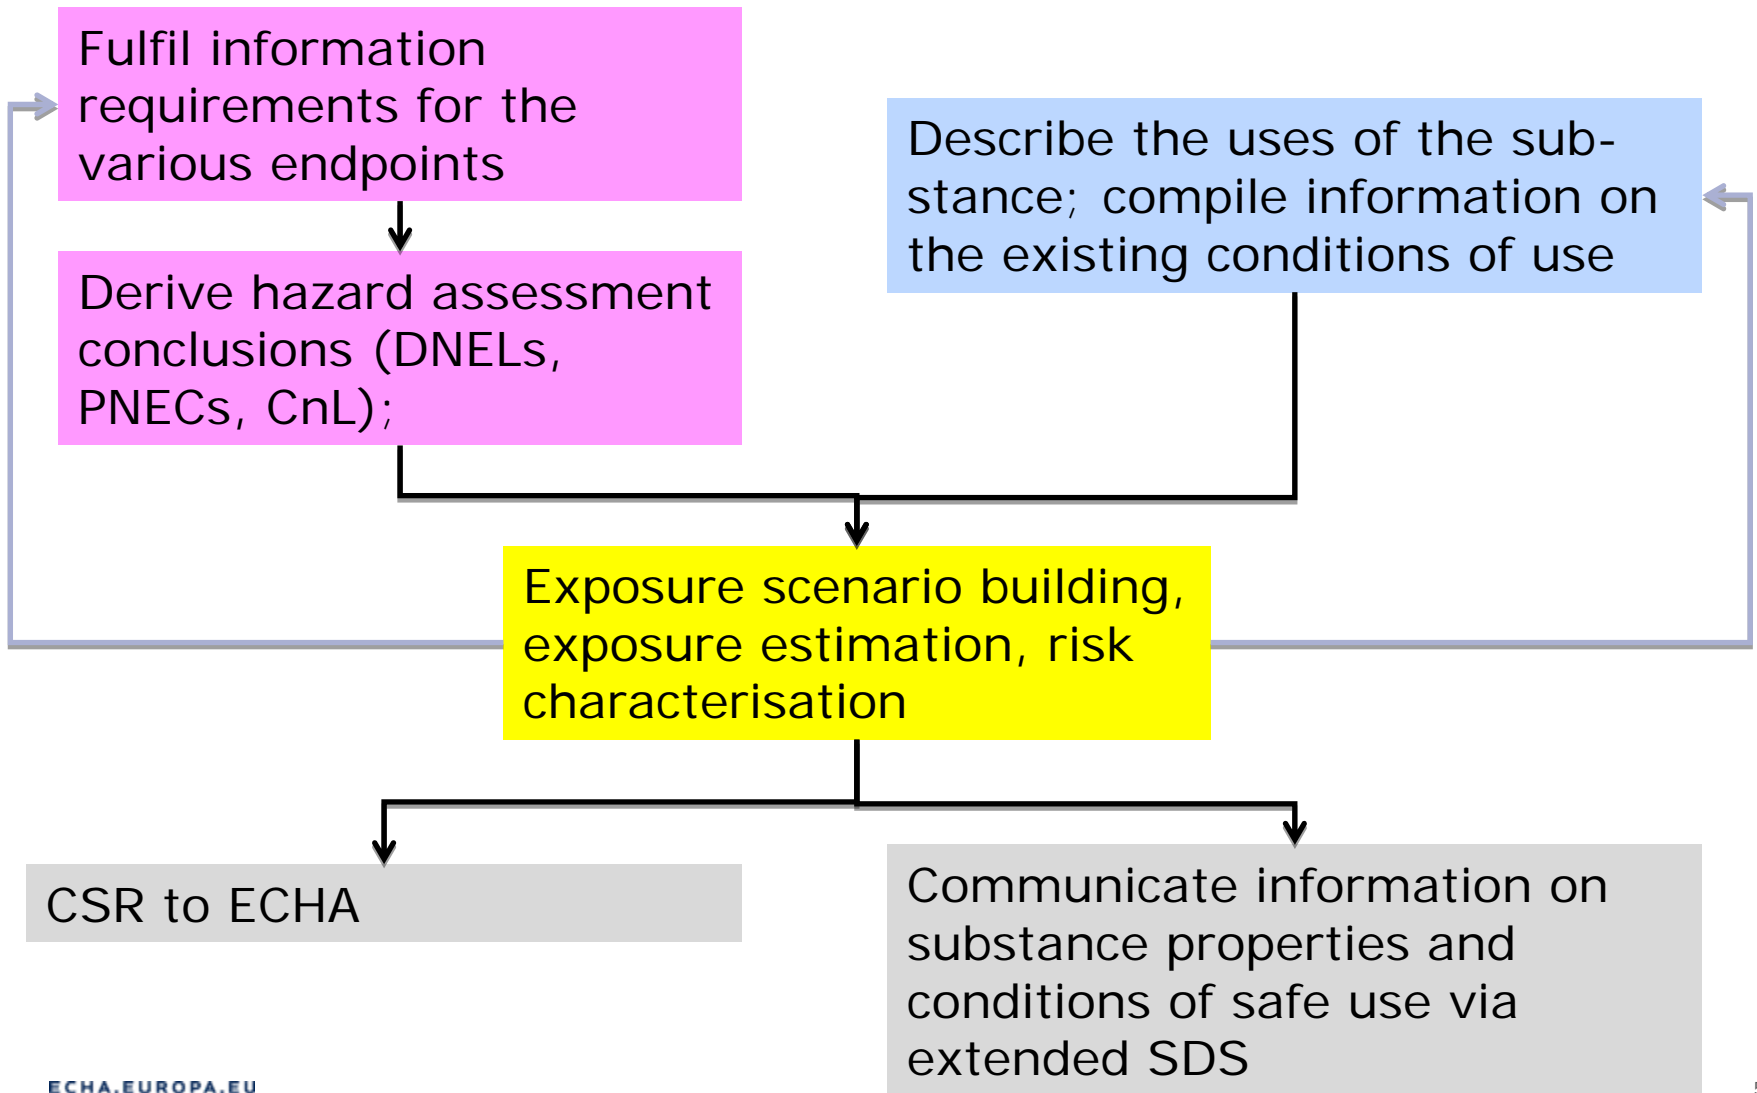 Fulfil information
requirements for the
various endpoints
Describe the uses of the sub-
stance; compile information on
the existing conditions of use
Derive hazard assessment
conclusions (DNELs,
PNECs, CnL);
Exposure scenario building,
exposure estimation, risk
characterisation
CSR to ECHA
Communicate information on
substance properties and
conditions of safe use via
extended SDS
ECHA.EUROPA.EU